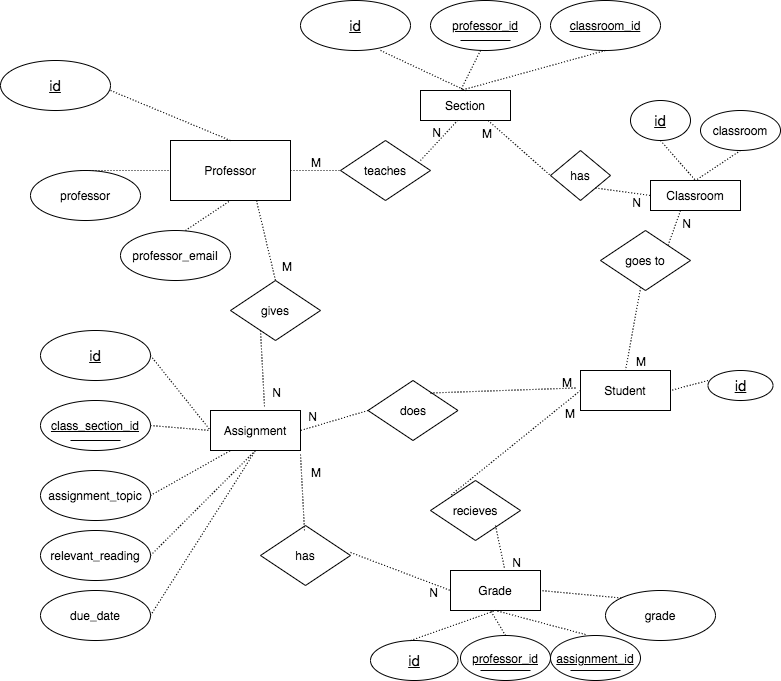 id
professor_id
classroom_id
id
Section
id
classroom
N
M
Professor
M
teaches
has
professor
Classroom
N
N
professor_email
goes to
M
gives
id
M
N
M
id
Student
N
does
M
class_section_id
Assignment
M
assignment_topic
recieves
relevant_reading
has
N
N
Grade
due_date
grade
id
professor_id
assignment_id